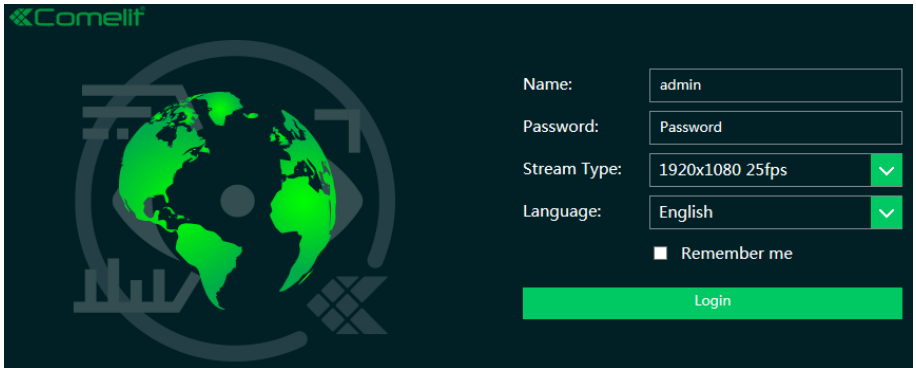 Comelit
Name: admin
Password: Password
Stream Type: 1920x1080 25fps
Language: English
Remember me
Login